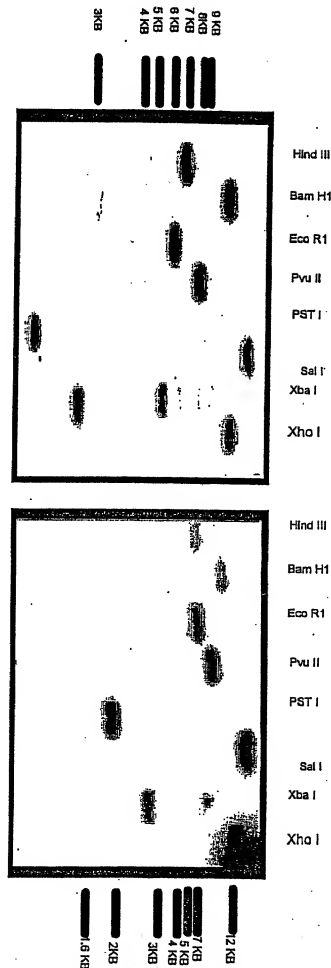 3KB
4 KB
5 KB
6 KB
7 KB
8KB
9 KB
Hind III
Bam H1
Eco R1
Pvu II
PST I
Sal I
Xba I
Xho I
Hind III
Bam H1
Eco R1
Pvu II
PST I
Sal I
Xba I
Xho I
1,6 KB
2KB
3KB
4 KB
5 KB
7 KB
12 KB